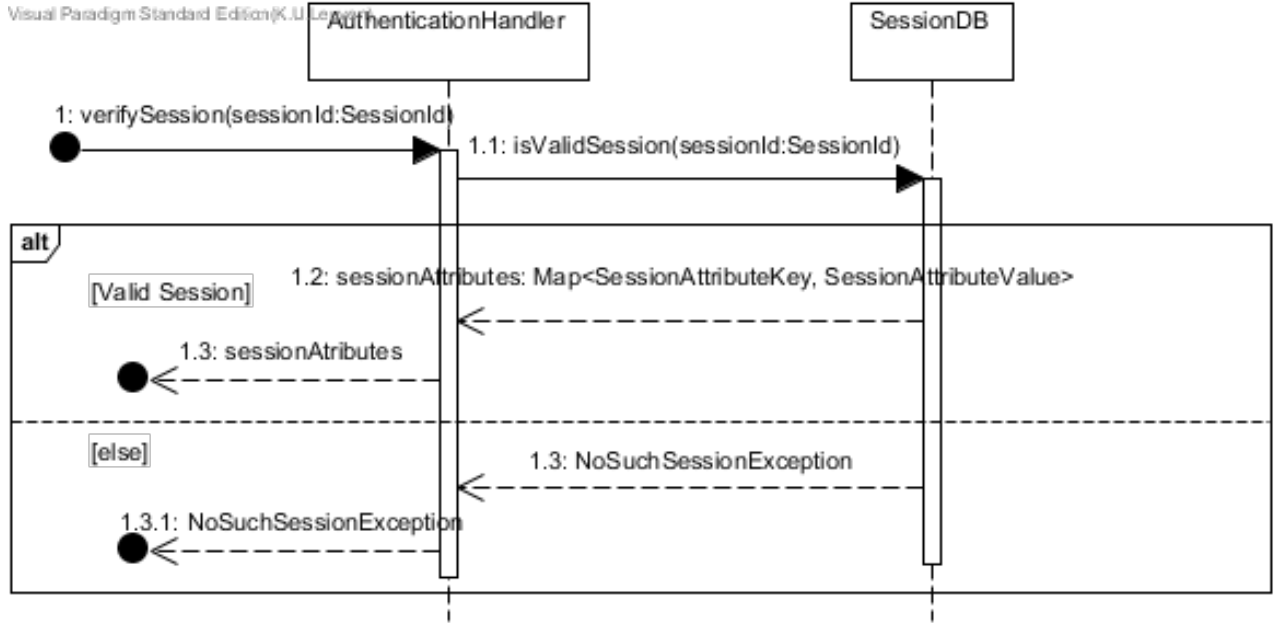 Visual Paradigm Standard Edition(K.U.Leuven)
AuthenticationHandler
SessionDB
1: verifySession(sessionId:SessionId)
1.1: isValidSession(sessionId:SessionId)
alt
1.2: sessionAttributes: Map<SessionAttributeKey, SessionAttributeValue>
[Valid Session]
1.3: sessionAtributes
[else]
1.3: NoSuchSessionException
1.3.1: NoSuchSessionException